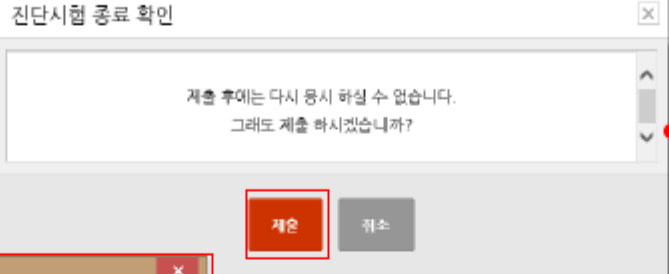 진단시험 종료 확인
제출 후에는 다시 응시 하실 수 없습니다.
그래도 제출 하시겠습니까?
제출 취소